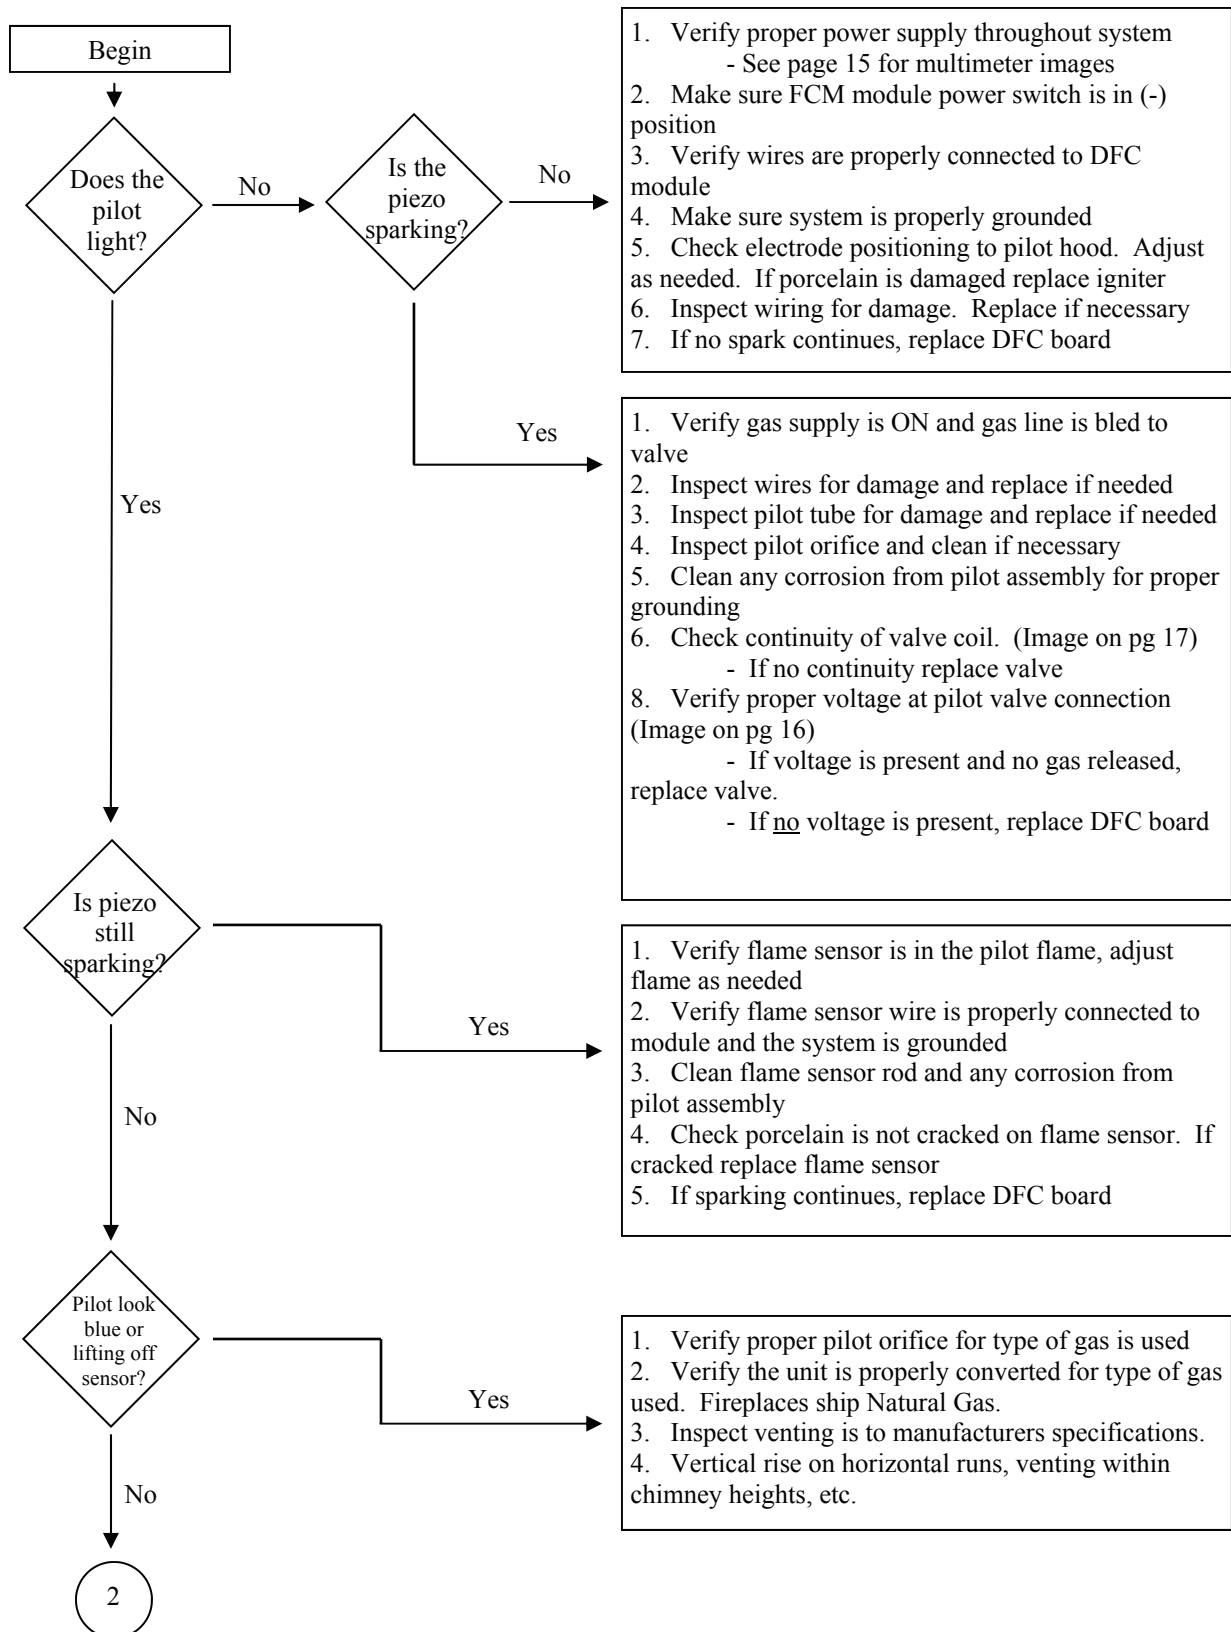 Begin
Does the
pilot
light?
No
Is the
piezo
sparking?
No
1. Verify proper power supply throughout system
- See page 15 for multimeter images
2. Make sure FCM module power switch is in (-)
position
3. Verify wires are properly connected to DFC
module
4. Make sure system is properly grounded
5. Check electrode positioning to pilot hood. Adjust
as needed. If porcelain is damaged replace igniter
6. Inspect wiring for damage. Replace if necessary
7. If no spark continues, replace DFC board
Yes
1. Verify gas supply is ON and gas line is bled to
valve
2. Inspect wires for damage and replace if needed
3. Inspect pilot tube for damage and replace if needed
4. Inspect pilot orifice and clean if necessary
5. Clean any corrosion from pilot assembly for proper
grounding
6. Check continuity of valve coil. (Image on pg 17)
- If no continuity replace valve
8. Verify proper voltage at pilot valve connection
(Image on pg 16)
- If voltage is present and no gas released,
replace valve.
- If no voltage is present, replace DFC board
Yes
Is piezo
still
sparking?
Yes
1. Verify flame sensor is in the pilot flame, adjust
flame as needed
2. Verify flame sensor wire is properly connected to
module and the system is grounded
3. Clean flame sensor rod and any corrosion from
pilot assembly
4. Check porcelain is not cracked on flame sensor. If
cracked replace flame sensor
5. If sparking continues, replace DFC board
No
Pilot look
blue or
lifting off
sensor?
Yes
1. Verify proper pilot orifice for type of gas is used
2. Verify the unit is properly converted for type of gas
used. Fireplaces ship Natural Gas.
3. Inspect venting is to manufacturers specifications.
4. Vertical rise on horizontal runs, venting within
chimney heights, etc.
No
2